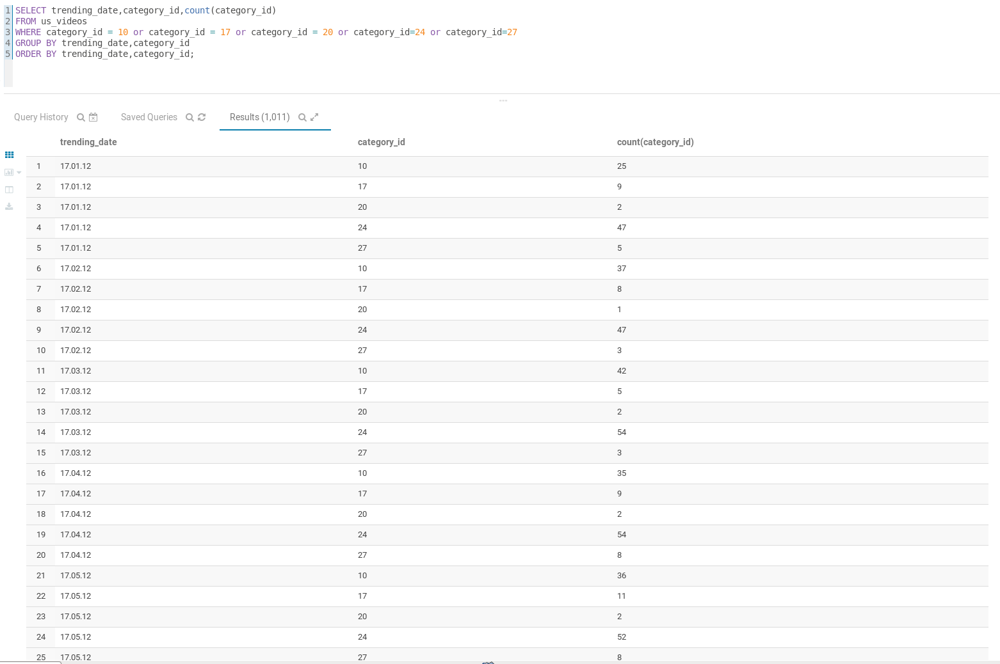 1 SELECT trending_date,category_id,count(category_id)
2 FROM us_videos
3 WHERE category_id = 10 or category_id = 17 or category_id = 20 or category_id=24 or category_id=27
4 GROUP BY trending_date,category_id
5 ORDER BY trending_date,category_id;
Query History Saved Queries Results (1,011)
trending_date category_id count(category_id)
1 17.01.12 10 25
2 17.01.12 17 9
3 17.01.12 20 2
4 17.01.12 24 47
5 17.01.12 27 5
6 17.02.12 10 37
7 17.02.12 17 8
8 17.02.12 20 1
9 17.02.12 24 47
10 17.02.12 27 3
11 17.03.12 10 42
12 17.03.12 17 5
13 17.03.12 20 2
14 17.03.12 24 54
15 17.03.12 27 3
16 17.04.12 10 35
17 17.04.12 17 9
18 17.04.12 20 2
19 17.04.12 24 54
20 17.04.12 27 8
21 17.05.12 10 36
22 17.05.12 17 11
23 17.05.12 20 2
24 17.05.12 24 52
25 17.05.12 27 8